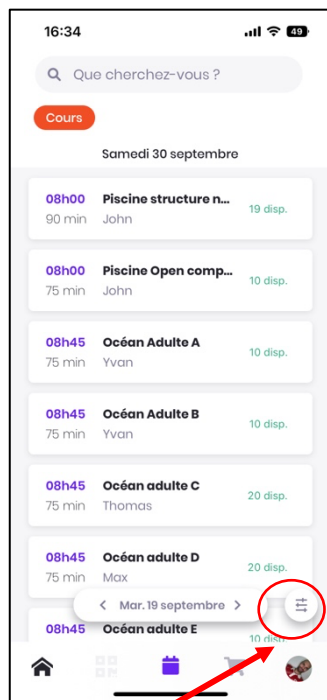 16:34 49
Que cherchez-vous ?
Cours
Samedi 30 septembre
08h00 Piscine structure n... 19 disp.
90 min John
08h00 Piscine Open comp... 10 disp.
75 min John
08h45 Océan Adulte A 10 disp.
75 min Yvan
08h45 Océan Adulte B 10 disp.
75 min Yvan
08h45 Océan adulte C 20 disp.
75 min Thomas
08h45 Océan adulte D 20 disp.
75 min Max
< Mar. 19 septembre >
08h45 Océan adulte E 10 disp.